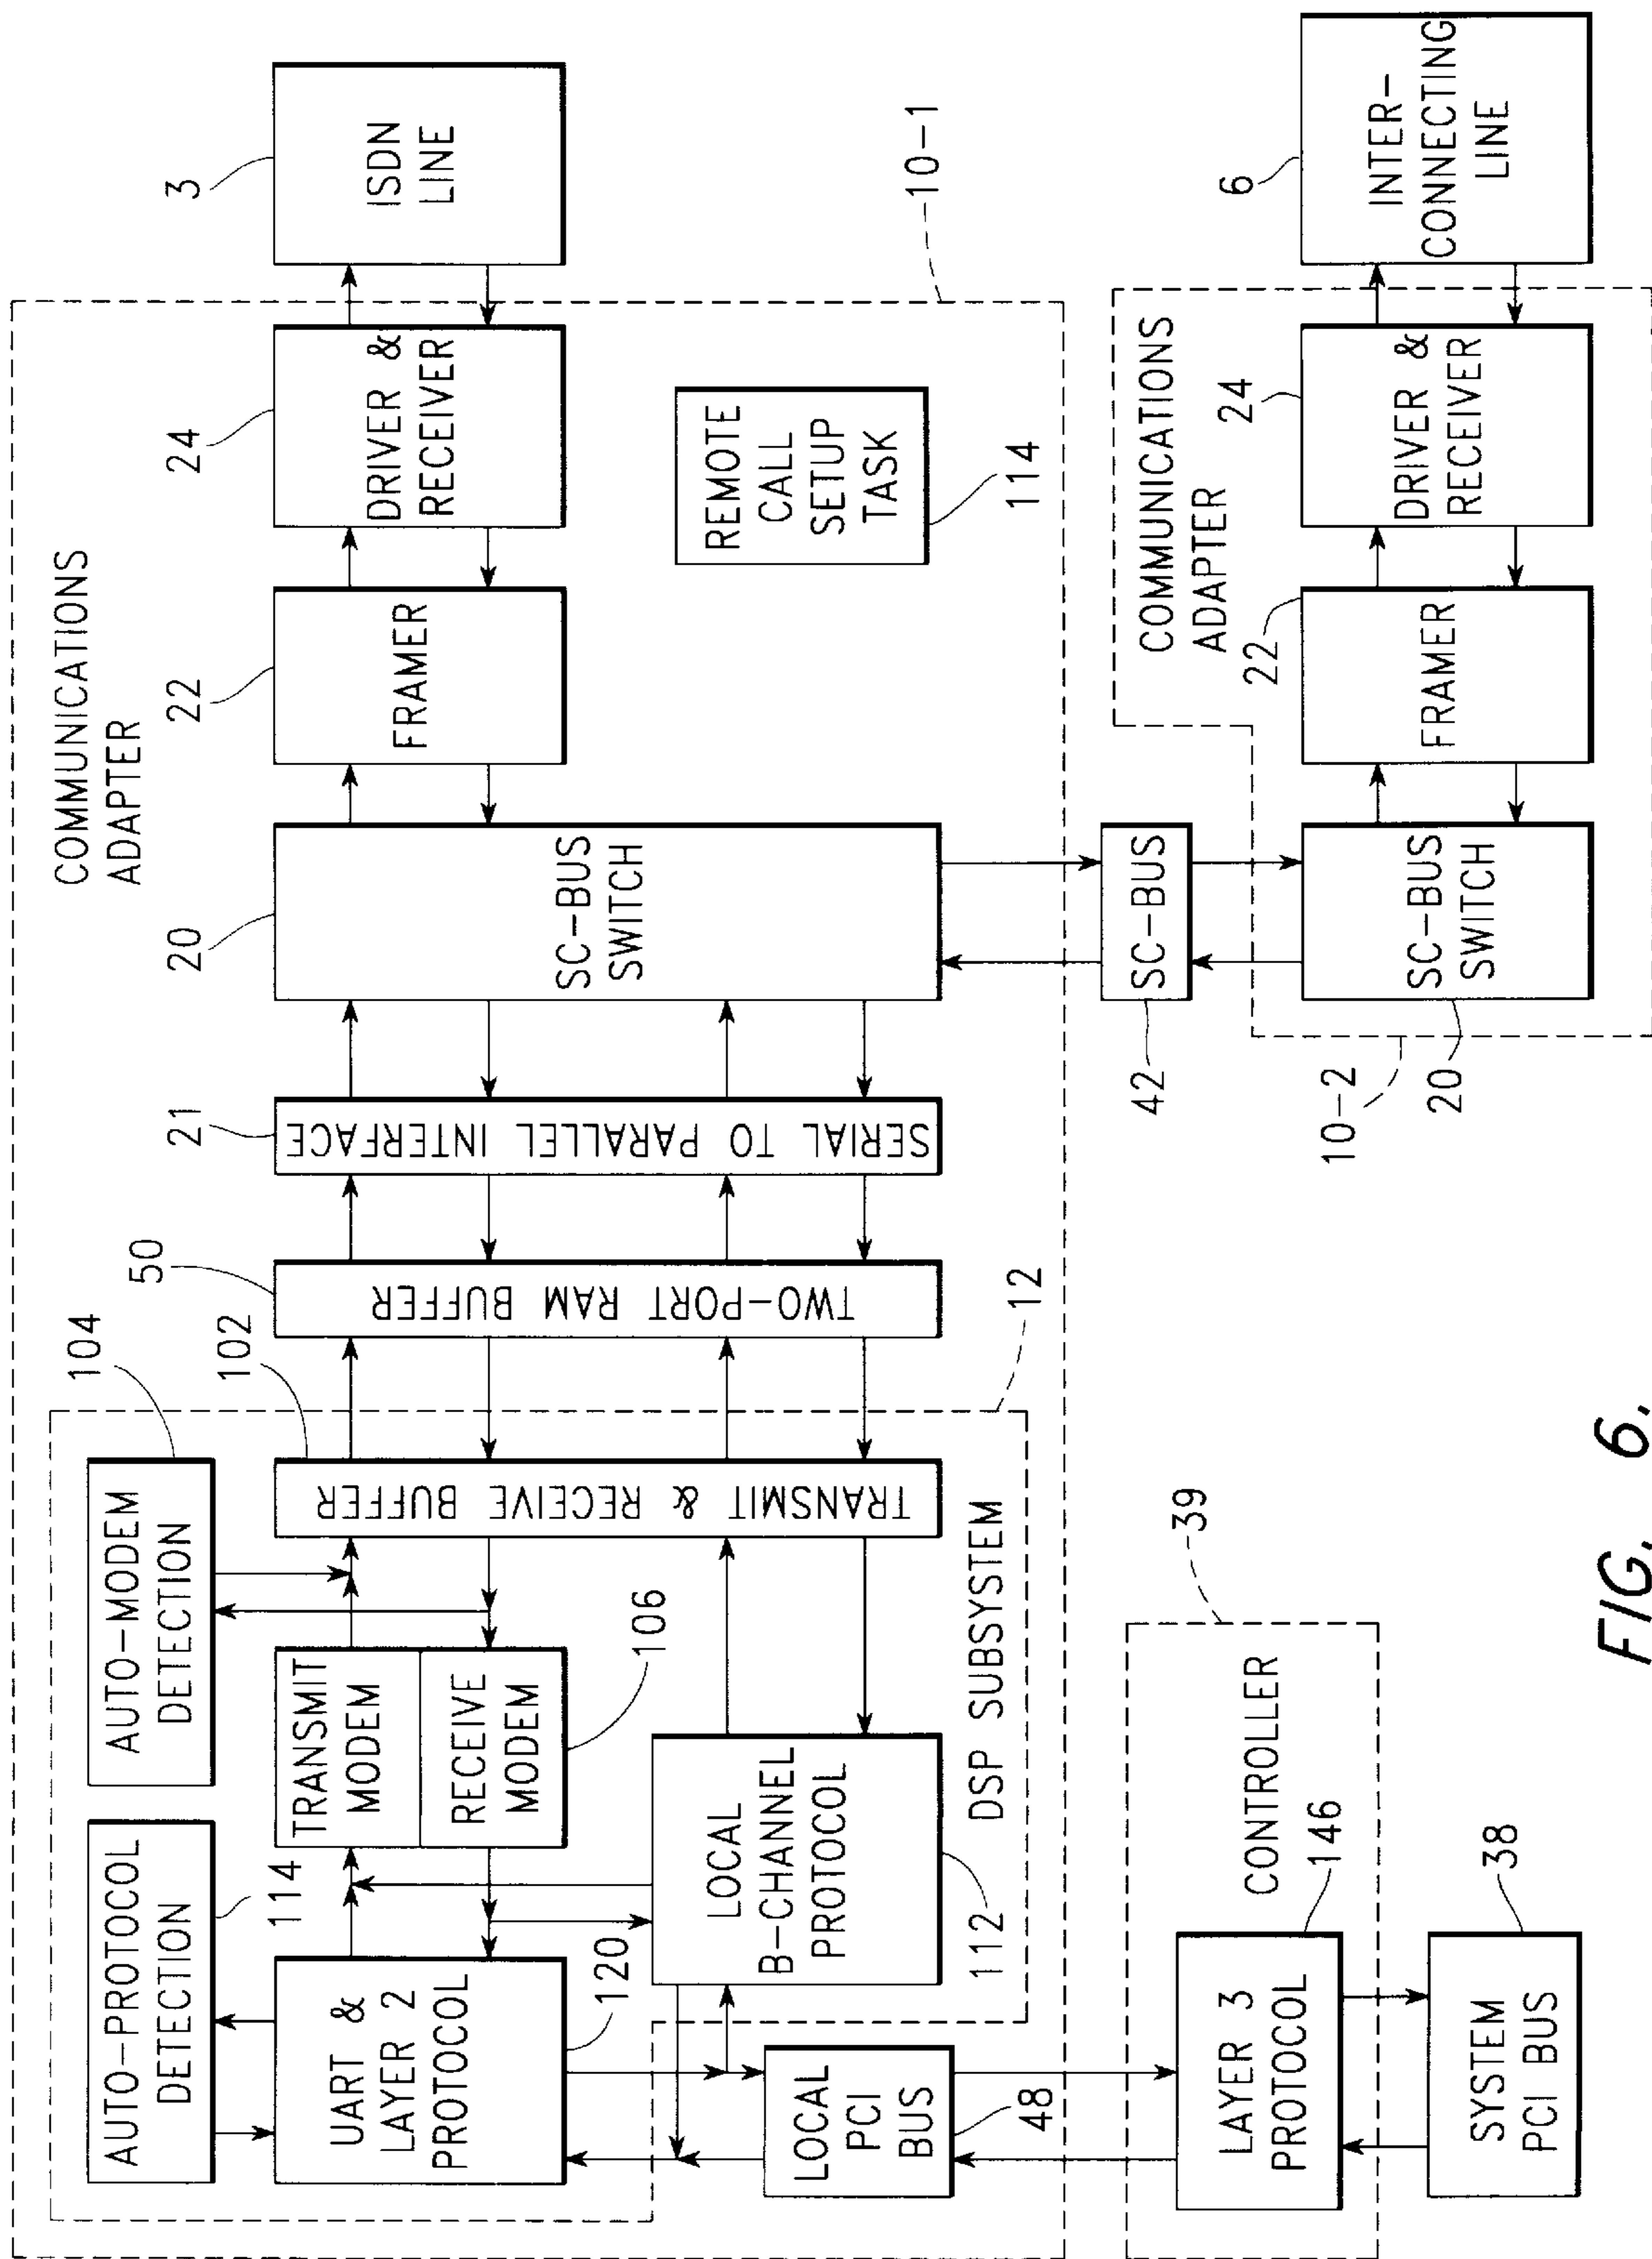 COMMUNICATIONS
ADAPTER
104
AUTO-MODEM
DETECTION
AUTO-PROTOCOL
DETECTION
114
102
50
21
20
22
24
3
UART &
LAYER 2
PROTOCOL
120
TRANSMIT
MODEM
RECEIVE
MODEM
106
TRANSMIT & RECEIVE BUFFER
TWO-PORT RAM BUFFER
SERIAL TO PARALLEL INTERFACE
SC-BUS
SWITCH
FRAMER
DRIVER &
RECEIVER
ISDN
LINE
LOCAL
B-CHANNEL
PROTOCOL
112
DSP SUBSYSTEM
12
REMOTE
CALL
SETUP
TASK
114
10-1
LOCAL
PCI
BUS
48
39
CONTROLLER
LAYER 3
PROTOCOL
146
SYSTEM
PCI BUS
38
42
SC-BUS
COMMUNICATIONS
ADAPTER
10-2
20
SC-BUS
SWITCH
22
FRAMER
24
DRIVER &
RECEIVER
6
INTER-
CONNECTING
LINE
FIG. 6.